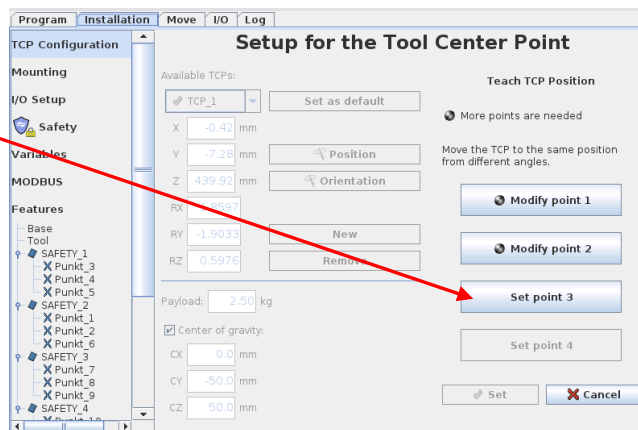 Program Installation Move I/O Log
TCP Configuration
Mounting
I/O Setup
Safety
Variables
MODBUS
Features
Base
Tool
SAFETY_1
Punkt_3
Punkt_4
Punkt_5
SAFETY_2
Punkt_1
Punkt_2
Punkt_6
SAFETY_3
Punkt_7
Punkt_8
Punkt_9
SAFETY_4
Setup for the Tool Center Point
Available TCPs:
TCP_1 Set as default
X -0.42 mm
Y -7.28 mm Position
Z 439.92 mm Orientation
RX 1.8597
RY -1.9033 New
RZ 0.5976 Remove
Payload: 2.50 kg
Center of gravity:
CX 0.0 mm
CY -50.0 mm
CZ 50.0 mm
Teach TCP Position
More points are needed
Move the TCP to the same position
from different angles.
Modify point 1
Modify point 2
Set point 3
Set point 4
Set Cancel